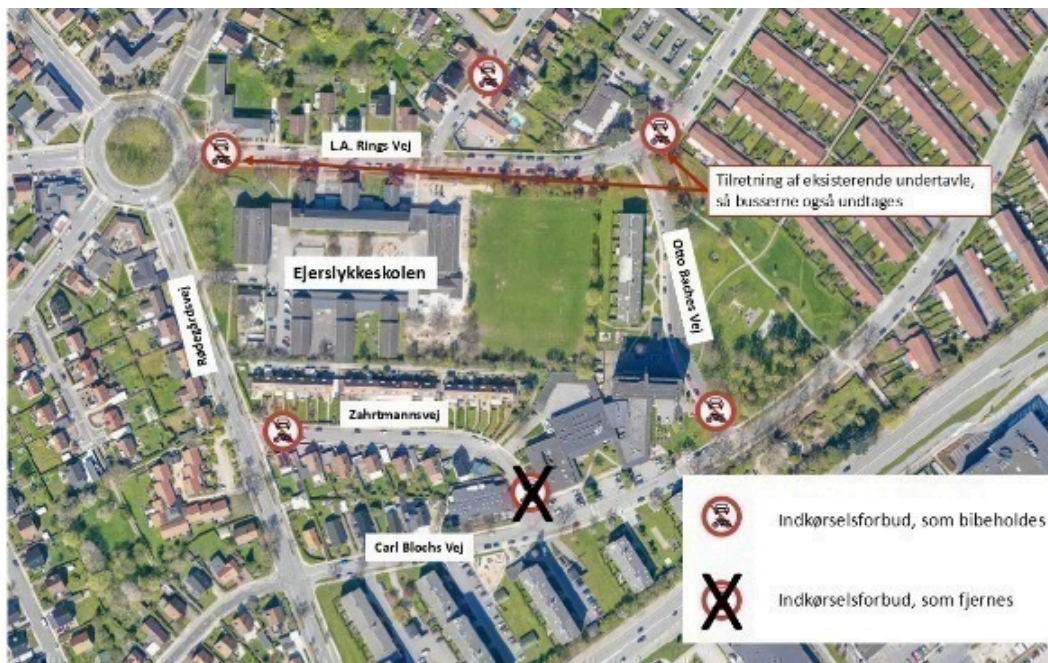 L.A. Rings Vej
Tilretning af eksisterende undertavle,
så busserne også undtages
Ejerslykkeskolen
Otto Baches Vej
Rødegårdsvej
Zahrtmannsvej
Carl Blochs Vej
Indkørselsforbud, som bibeholdes
Indkørselsforbud, som fjernes